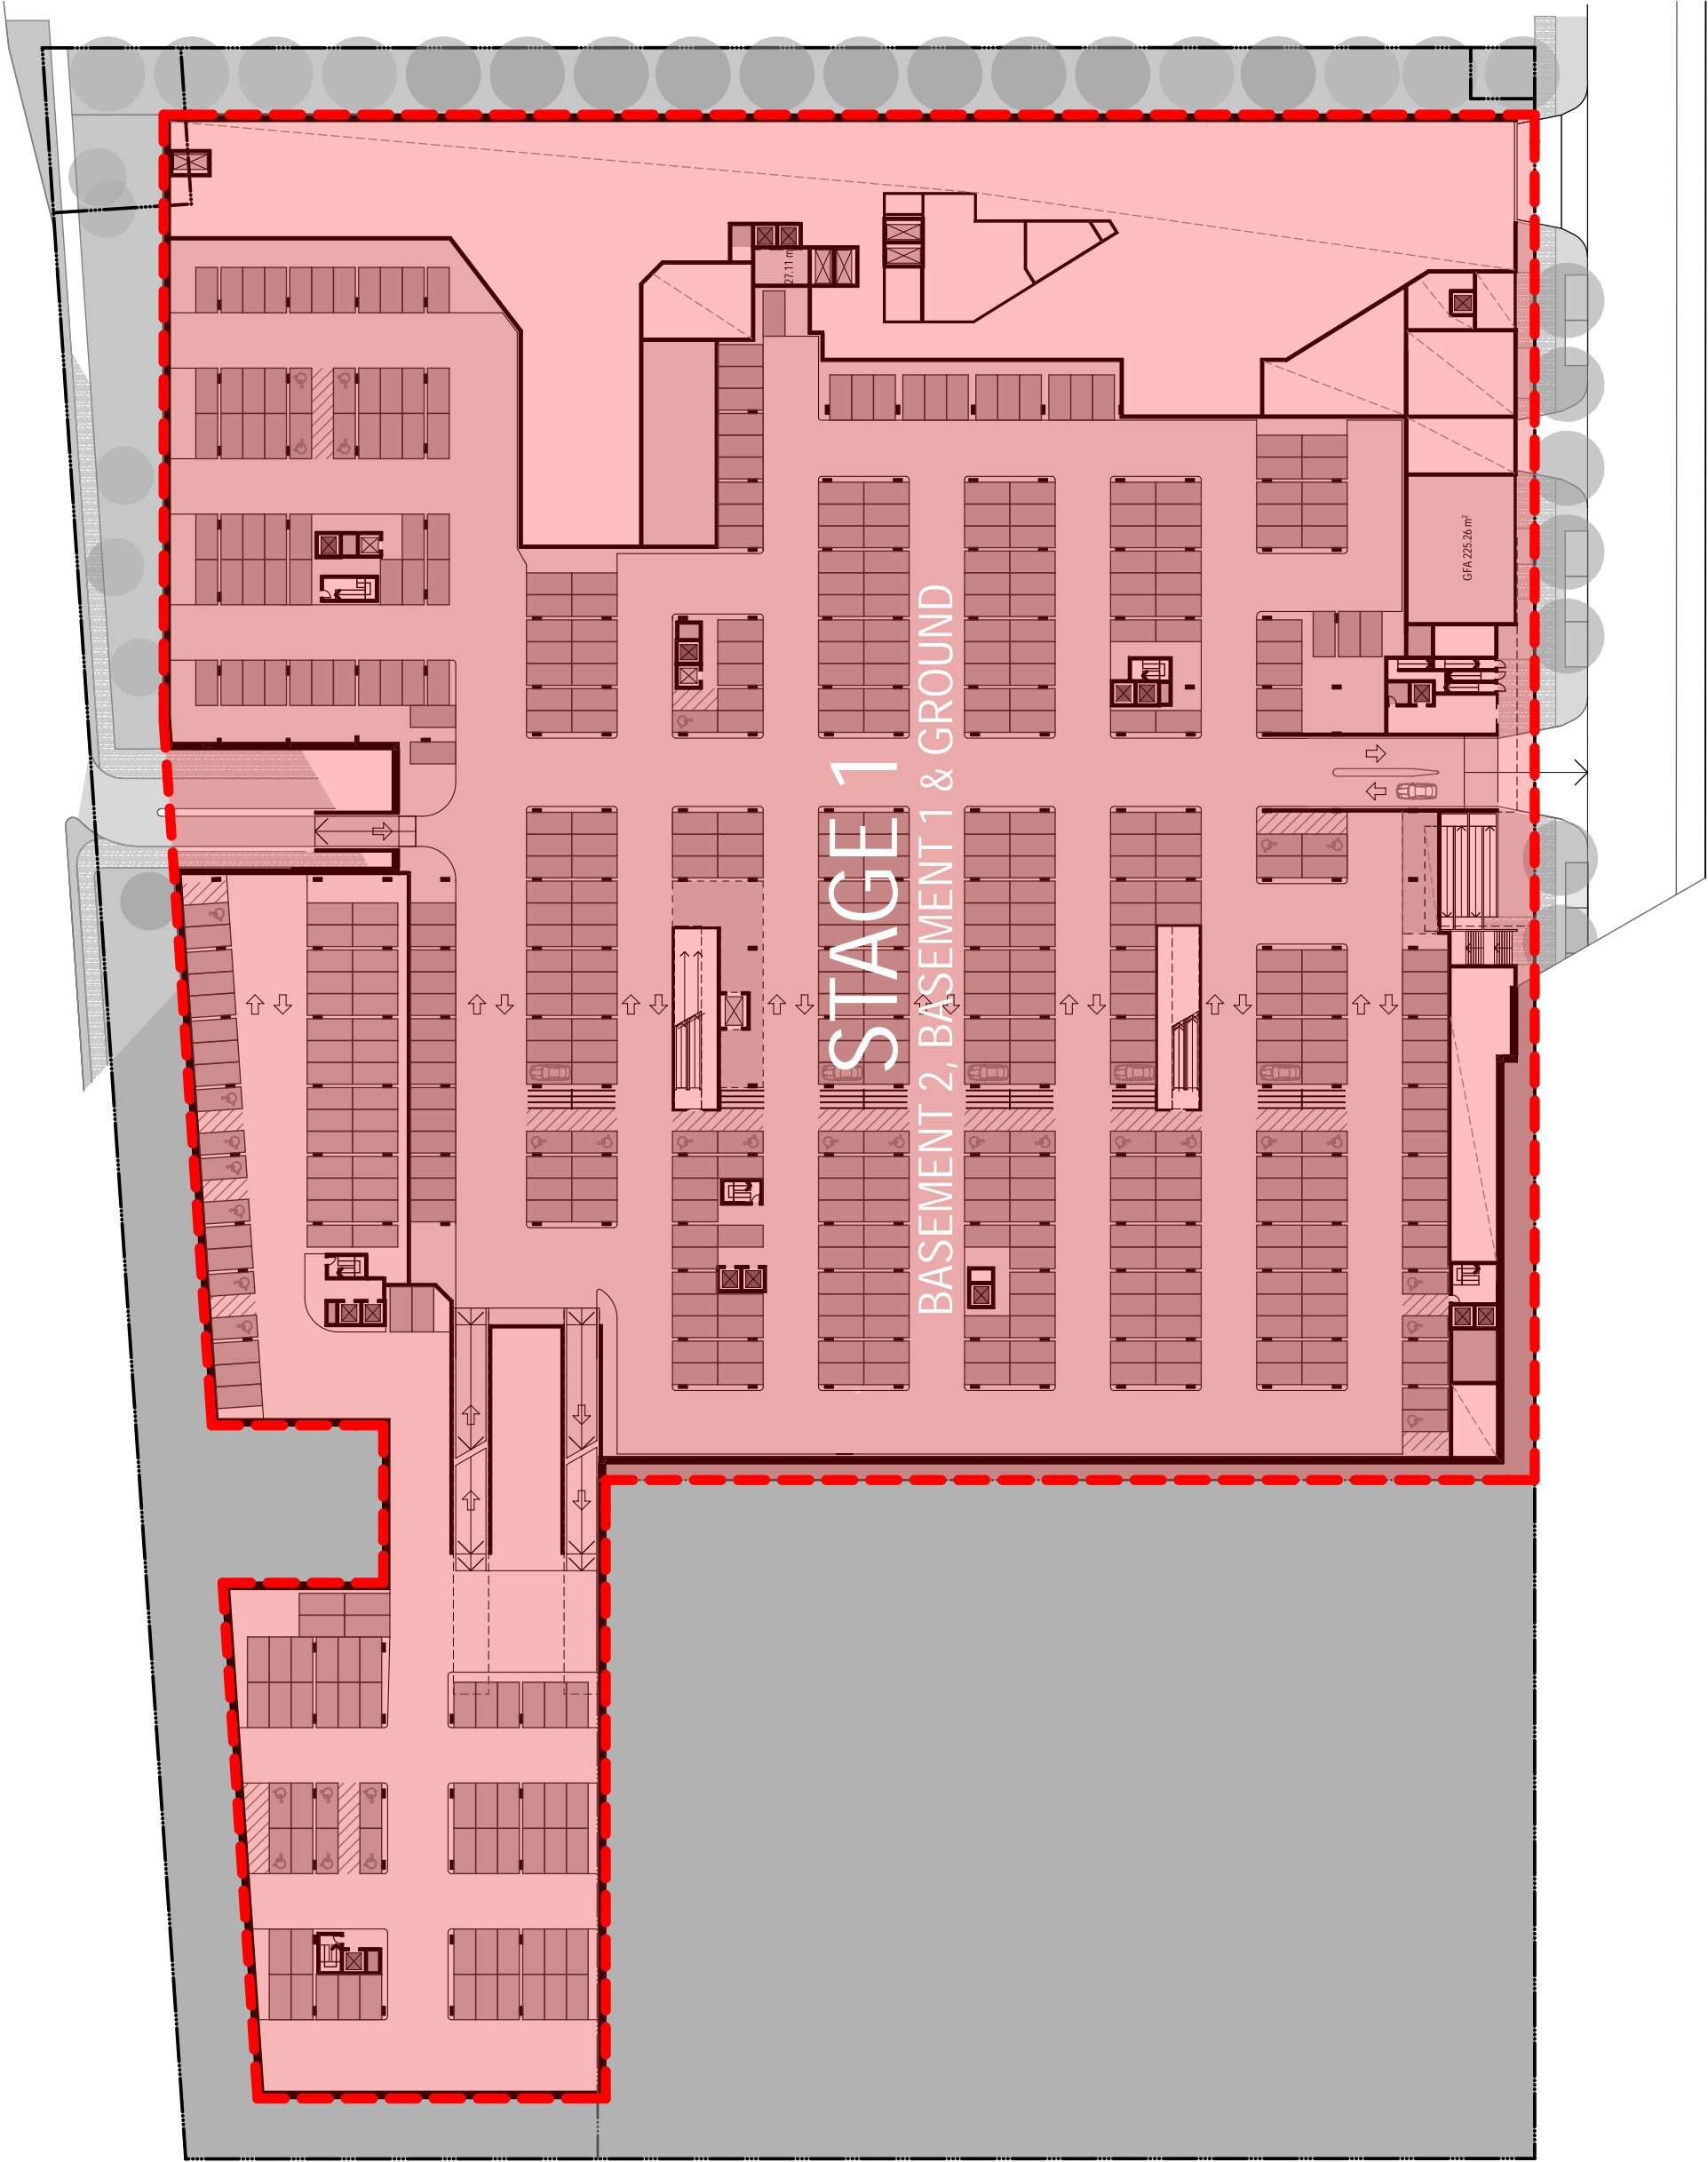 STAGE 1
BASEMENT 2, BASEMENT 1 & GROUND
27.11 m
GFA 225.26 m²